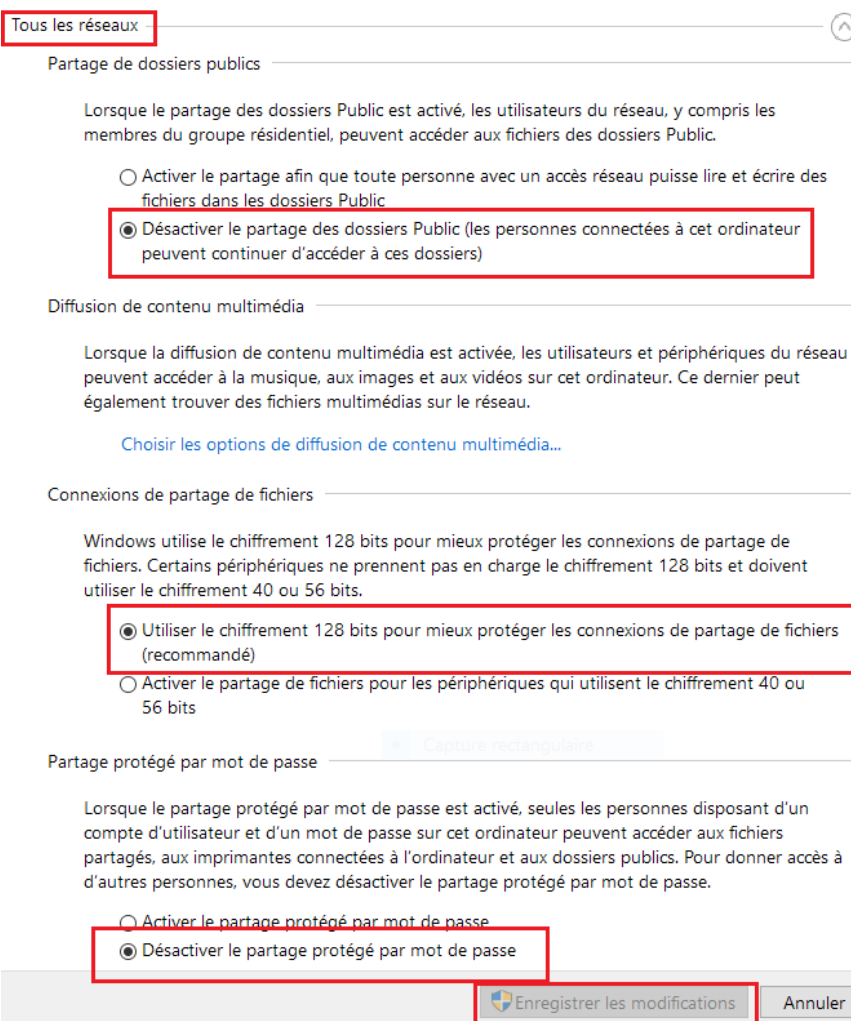 Tous les réseaux
Partage de dossiers publics
Lorsque le partage des dossiers Public est activé, les utilisateurs du réseau, y compris les
membres du groupe résidentiel, peuvent accéder aux fichiers des dossiers Public.
Activer le partage afin que toute personne avec un accès réseau puisse lire et écrire des
fichiers dans les dossiers Public
Désactiver le partage des dossiers Public (les personnes connectées à cet ordinateur
peuvent continuer d'accéder à ces dossiers)
Diffusion de contenu multimédia
Lorsque la diffusion de contenu multimédia est activée, les utilisateurs et périphériques du réseau
peuvent accéder à la musique, aux images et aux vidéos sur cet ordinateur. Ce dernier peut
également trouver des fichiers multimédias sur le réseau.
Choisir les options de diffusion de contenu multimédia...
Connexions de partage de fichiers
Windows utilise le chiffrement 128 bits pour mieux protéger les connexions de partage de
fichiers. Certains périphériques ne prennent pas en charge le chiffrement 128 bits et doivent
utiliser le chiffrement 40 ou 56 bits.
Utiliser le chiffrement 128 bits pour mieux protéger les connexions de partage de fichiers
(recommandé)
Activer le partage de fichiers pour les périphériques qui utilisent le chiffrement 40 ou
56 bits
Capture rectangulaire
Partage protégé par mot de passe
Lorsque le partage protégé par mot de passe est activé, seules les personnes disposant d'un
compte d'utilisateur et d'un mot de passe sur cet ordinateur peuvent accéder aux fichiers
partagés, aux imprimantes connectées à l'ordinateur et aux dossiers publics. Pour donner accès à
d'autres personnes, vous devez désactiver le partage protégé par mot de passe.
Activer le partage protégé par mot de passe
Désactiver le partage protégé par mot de passe
Enregistrer les modifications
Annuler